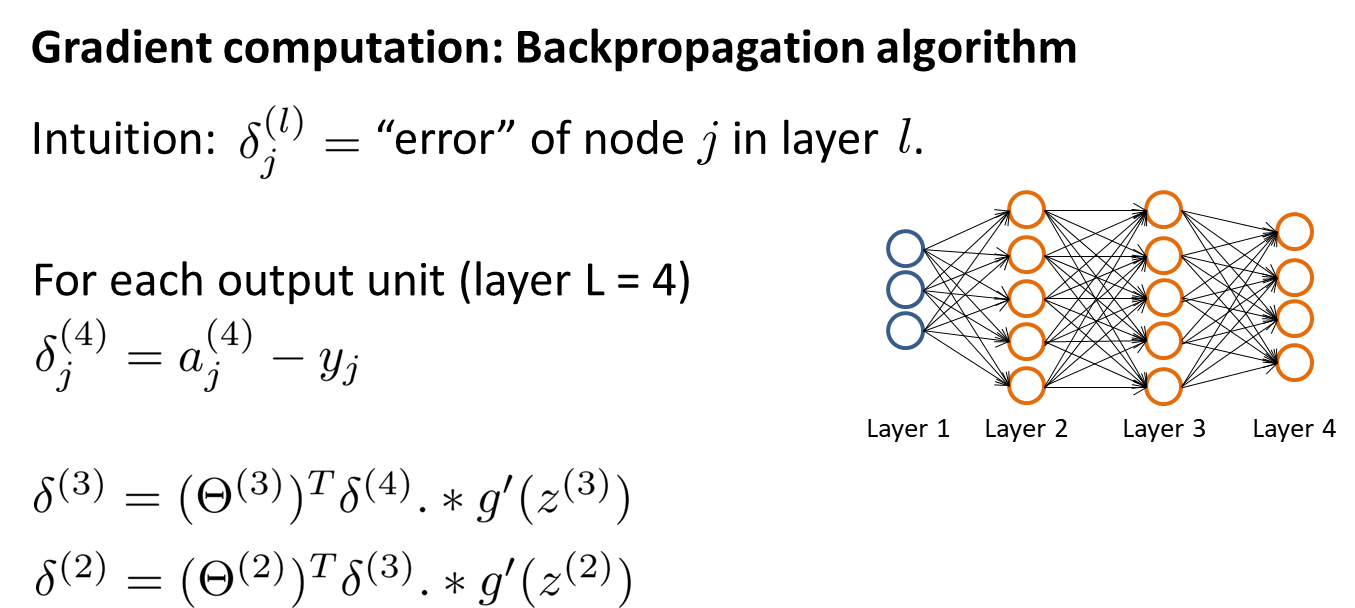 Gradient computation: Backpropagation algorithm
Intuition: δ_j^{(l)} = “error” of node j in layer l.
For each output unit (layer L = 4)
δ_j^{(4)} = a_j^{(4)} − y_j
δ^{(3)} = (Θ^{(3)})^T δ^{(4)}. ∗ g′(z^{(3)})
δ^{(2)} = (Θ^{(2)})^T δ^{(3)}. ∗ g′(z^{(2)})
Layer 1 Layer 2 Layer 3 Layer 4